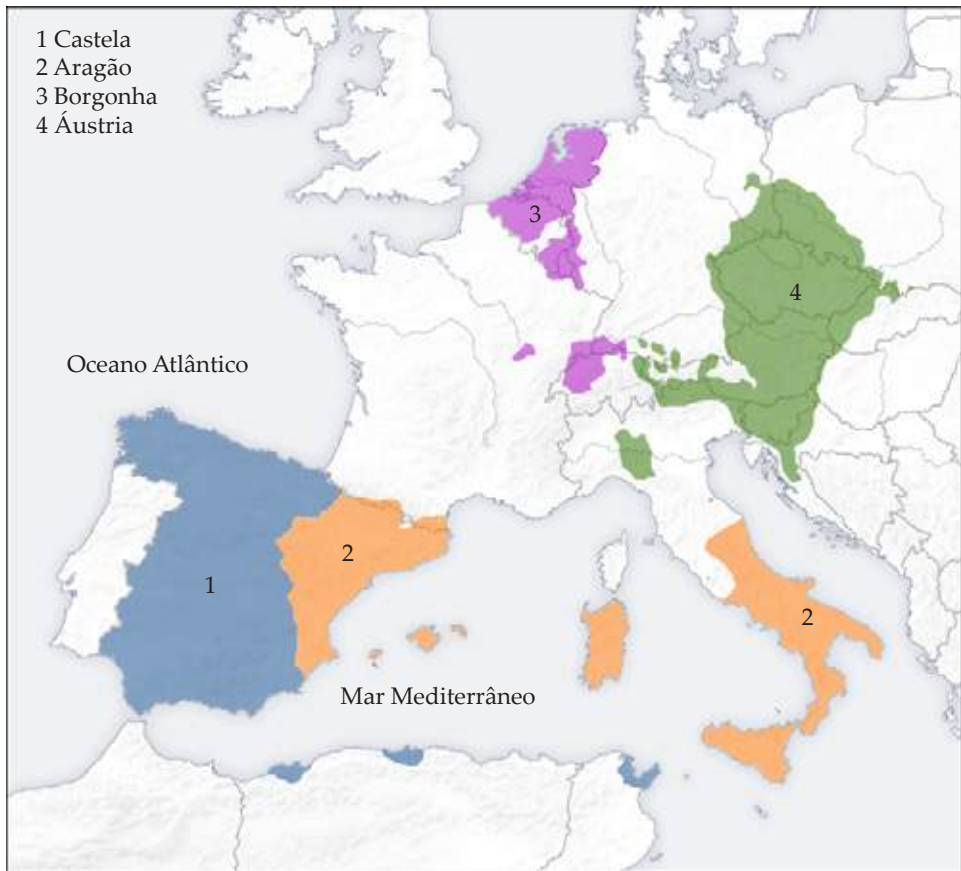 1 Castela
2 Aragão
3 Borgonha
4 Áustria
3
4
Oceano Atlântico
2
1
2
Mar Mediterrâneo